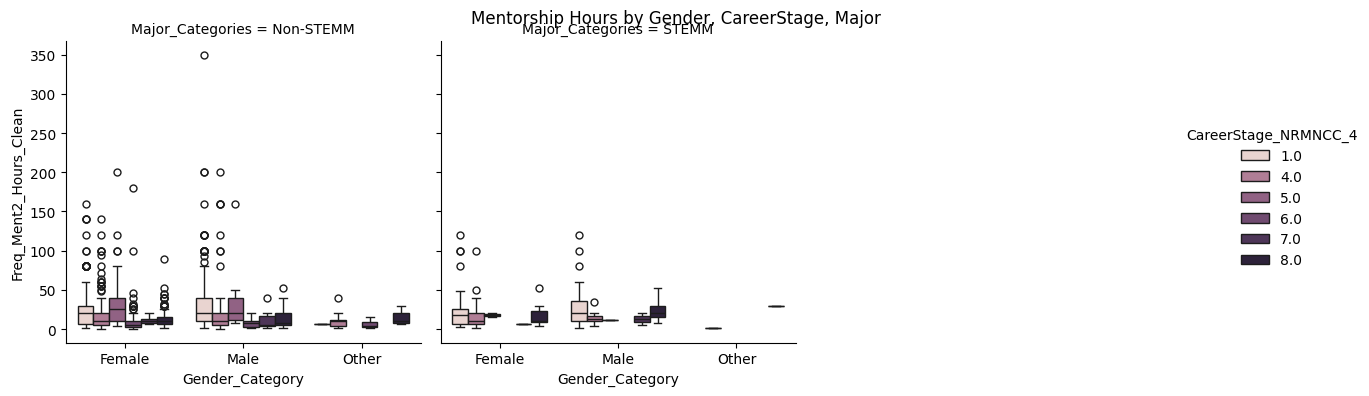 Mentorship Hours by Gender, CareerStage, Major
Major_Categories = Non-STEMM
Major_Categories = STEMM
Freq_Ment2_Hours_Clean
350
300
250
200
150
100
50
0
Female
Male
Other
Gender_Category
Female
Male
Other
Gender_Category
CareerStage_NRMNCC_4
1.0
4.0
5.0
6.0
7.0
8.0